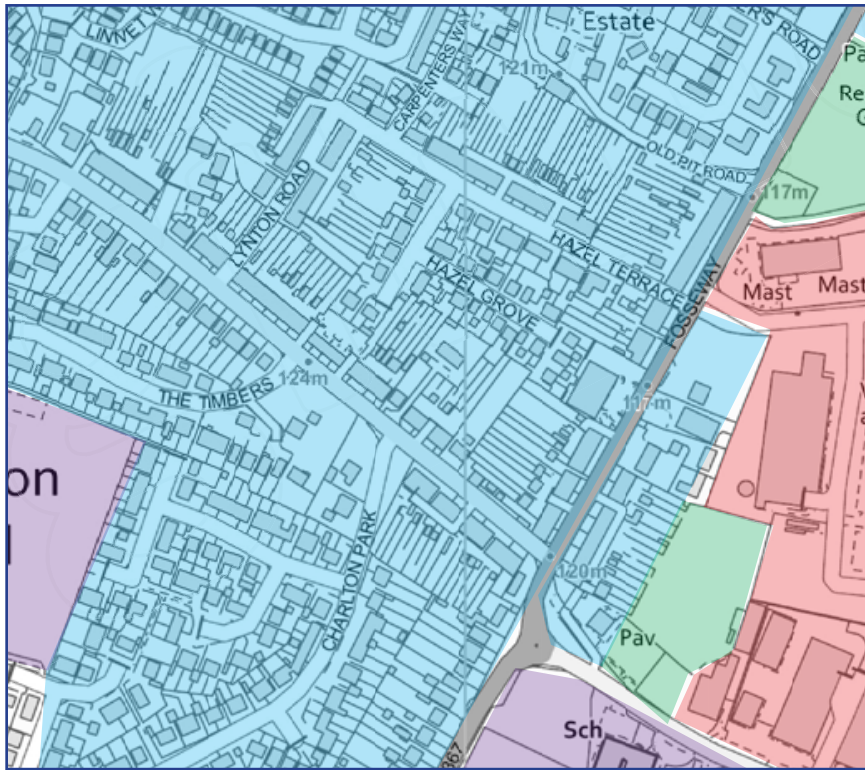 Estate
LINNET W
ER'S ROAD
Pa
Re
G
CARPENTERS WAY
121m
OLD PIT ROAD
117m
LYNTON ROAD
HAZEL TERRACE
HAZEL GROVE
FOSSEWAY
Mast
Mast
THE TIMBERS
124m
117m
on
CHARLTON PARK
120m
Pav
Sch
367